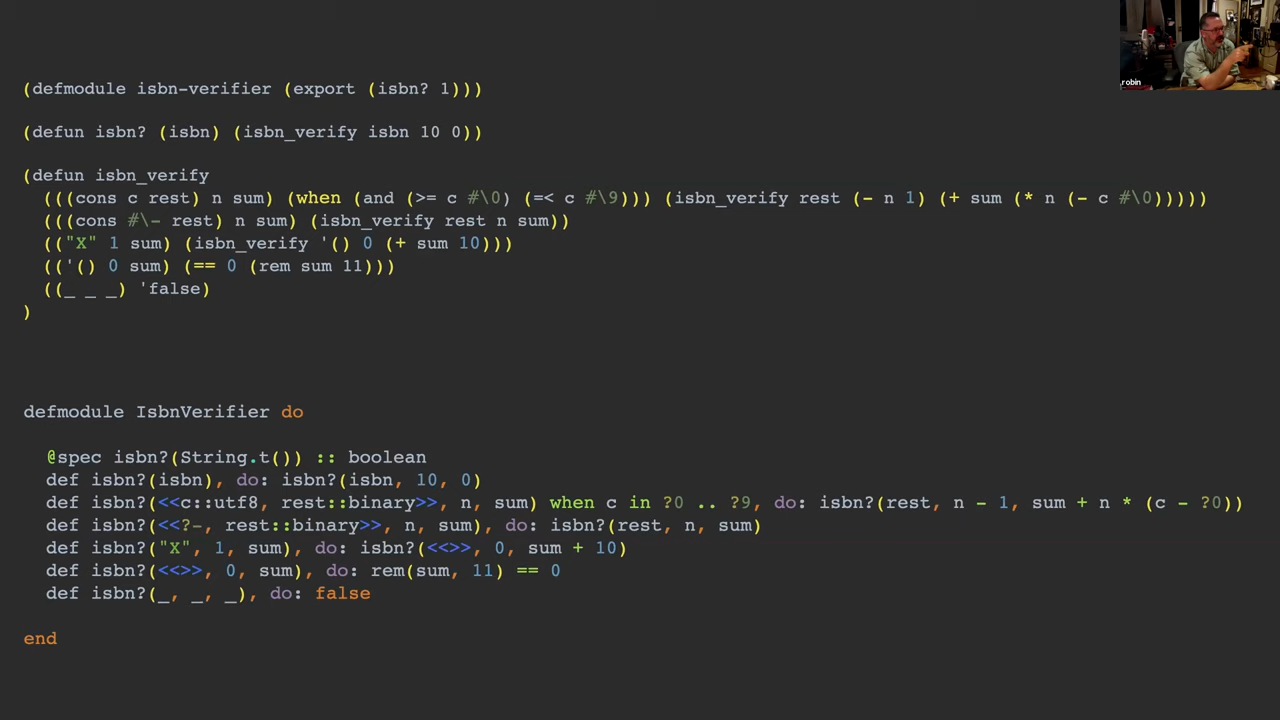 robin
(defmodule isbn-verifier (export (isbn? 1)))
(defun isbn? (isbn) (isbn_verify isbn 10 0))
(defun isbn_verify
(((cons c rest) n sum) (when (and (>= c #\0) (=< c #\9))) (isbn_verify rest (- n 1) (+ sum (* n (- c #\0)))))
(((cons #\- rest) n sum) (isbn_verify rest n sum))
(("X" 1 sum) (isbn_verify '() 0 (+ sum 10)))
(('() 0 sum) (== 0 (rem sum 11)))
((_ _ _) 'false)
)
defmodule IsbnVerifier do
@spec isbn?(String.t()) :: boolean
def isbn?(isbn), do: isbn?(isbn, 10, 0)
def isbn?(<<c::utf8, rest::binary>>, n, sum) when c in ?0 .. ?9, do: isbn?(rest, n - 1, sum + n * (c - ?0))
def isbn?(<<?-, rest::binary>>, n, sum), do: isbn?(rest, n, sum)
def isbn?("X", 1, sum), do: isbn?(<<>>, 0, sum + 10)
def isbn?(<<>>, 0, sum), do: rem(sum, 11) == 0
def isbn?(_, _, _), do: false
end